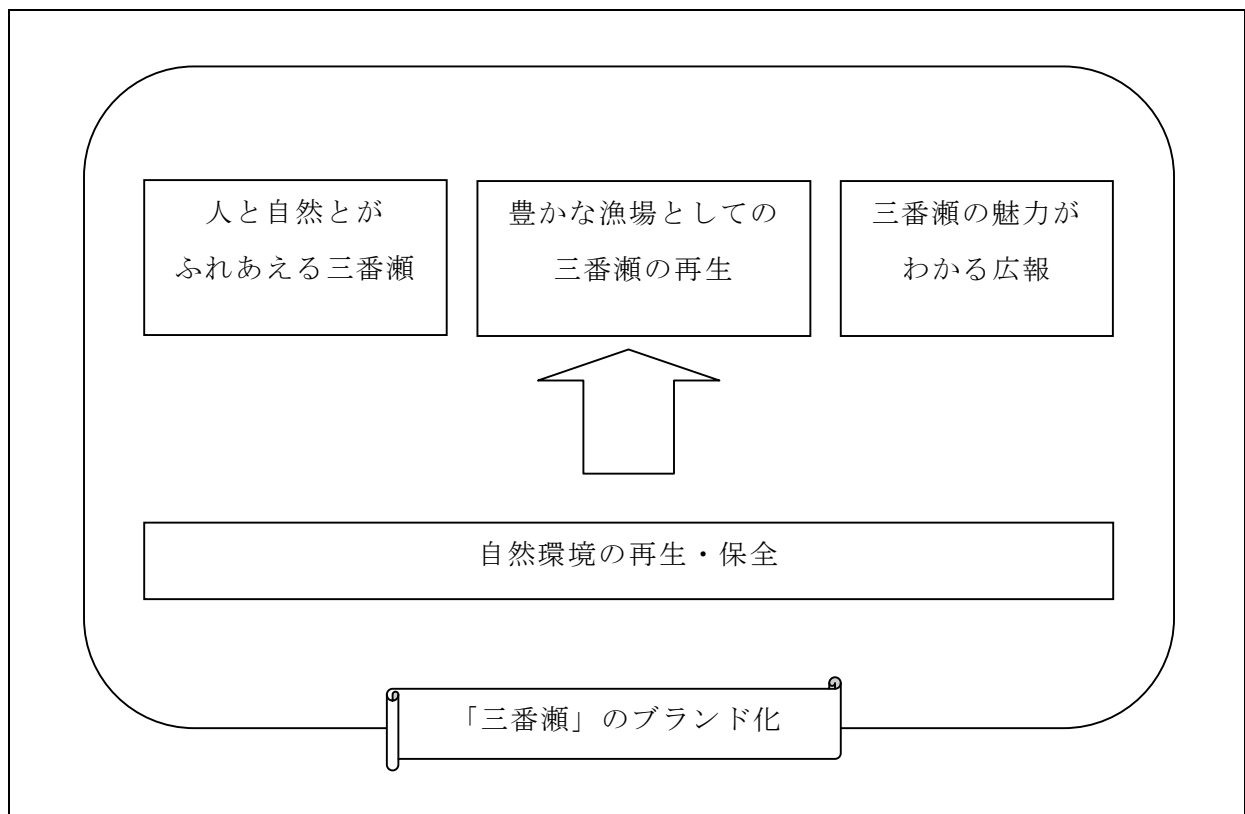 人と自然とが
ふれあえる三番瀬
豊かな漁場としての
三番瀬の再生
三番瀬の魅力が
わかる広報
自然環境の再生・保全
「三番瀬」のブランド化